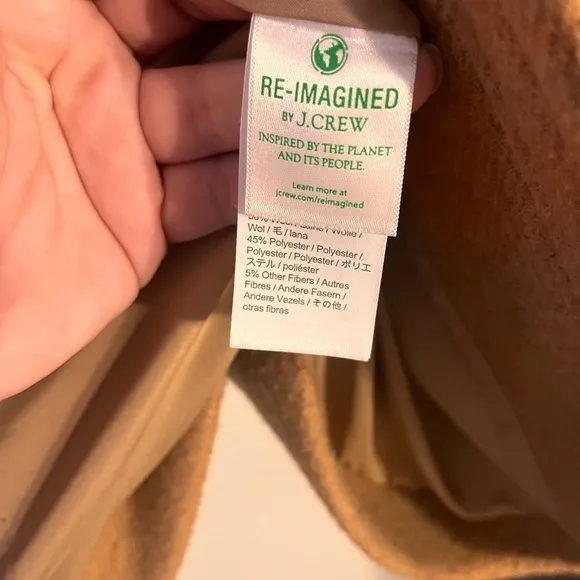 RE-IMAGINED
BY J.CREW
INSPIRED BY THE PLANET
AND ITS PEOPLE.
Learn more at
jcrew.com/reimagined
Wol / 毛 / lana
45% Polyester / Polyester /
Polyester / Polyester / ポリエ
ステル / poliéster
5% Other Fibers / Autres
Fibres / Andere Fasern /
Andere Vezels / その他 /
otras fibras